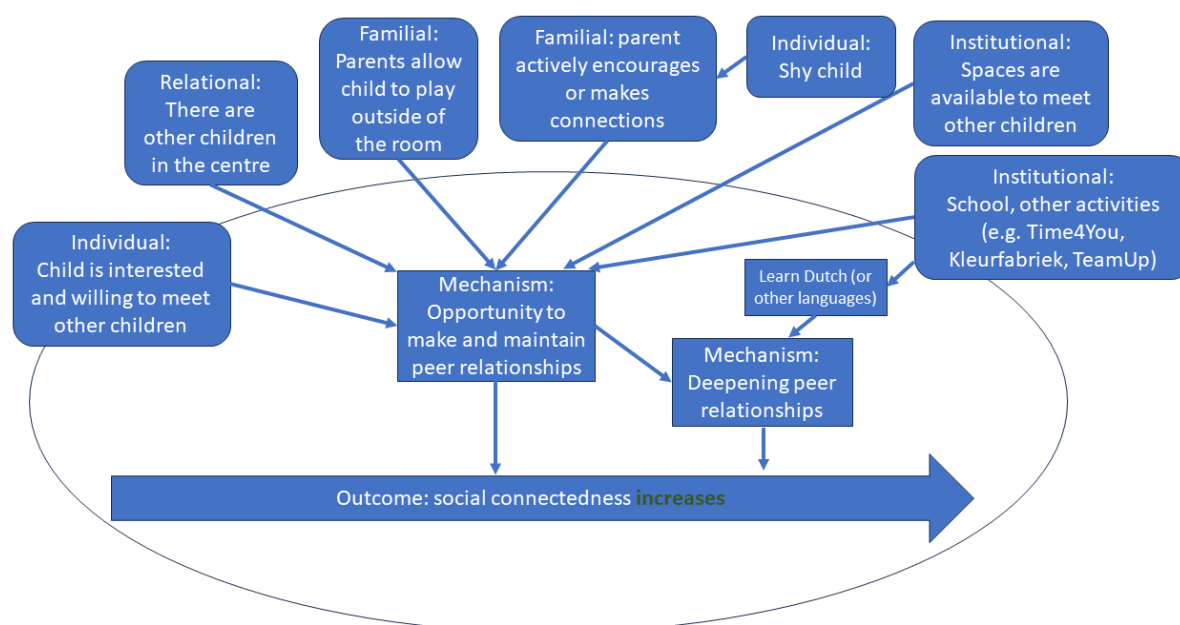 Relational:
There are
other children
in the centre
Familial:
Parents allow
child to play
outside of
the room
Familial: parent
actively encourages
or makes
connections
Individual:
Shy child
Institutional:
Spaces are
available to meet
other children
Individual:
Child is interested
and willing to meet
other children
Institutional:
School, other activities
(e.g. Time4You,
Kleurfabriek, TeamUp)
Mechanism:
Opportunity to
make and maintain
peer relationships
Learn Dutch (or
other languages)
Mechanism:
Deepening peer
relationships
Outcome: social connectedness increases